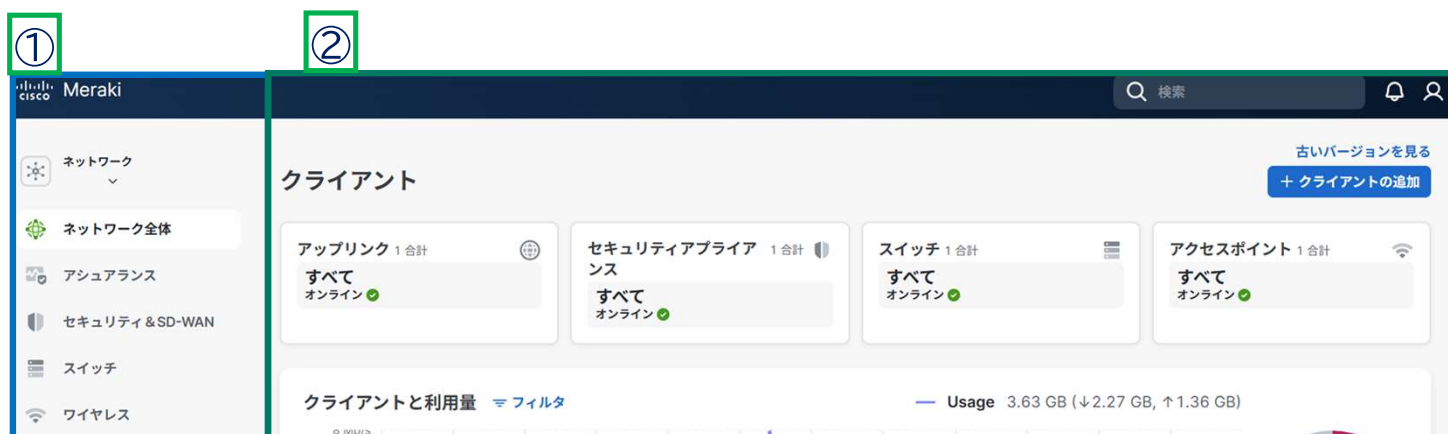 ①
②
CISCO Meraki
検索
ネットワーク
ネットワーク全体
アシュアランス
セキュリティ&SD-WAN
スイッチ
ワイヤレス
古いバージョンを見る
クライアント
+ クライアントの追加
アップリンク 1 合計
すべて
オンライン
セキュリティアプライア 1 合計
ンス
すべて
オンライン
スイッチ 1 合計
すべて
オンライン
アクセスポイント 1 合計
すべて
オンライン
クライアントと利用量 フィルタ
Usage 3.63 GB (↓2.27 GB, ↑1.36 GB)